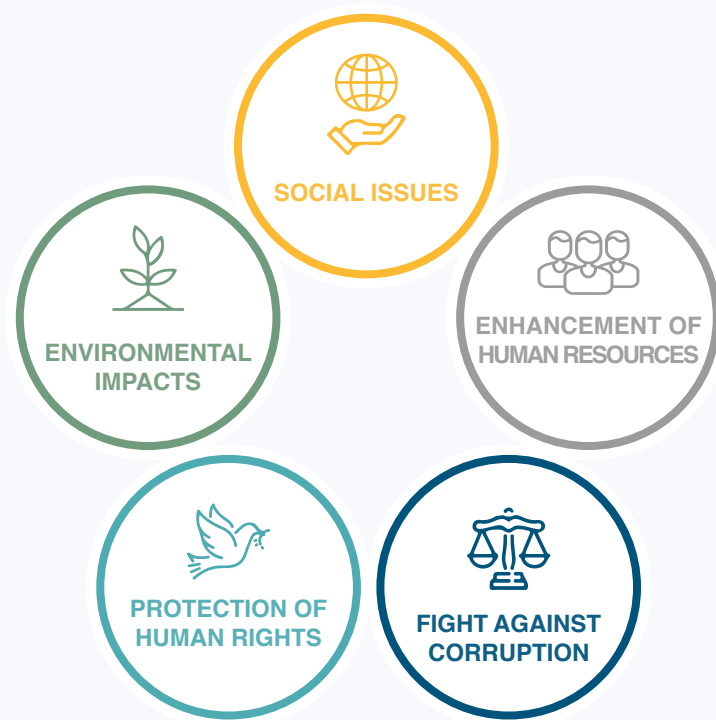 SOCIAL ISSUES
ENVIRONMENTAL
IMPACTS
ENHANCEMENT OF
HUMAN RESOURCES
PROTECTION OF
HUMAN RIGHTS
FIGHT AGAINST
CORRUPTION